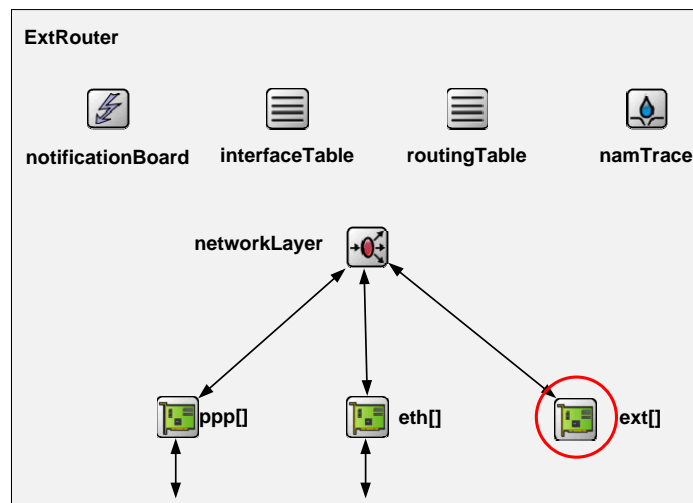 ExtRouter
notificationBoard
interfaceTable
routingTable
namTrace
networkLayer
ppp[]
eth[]
ext[]